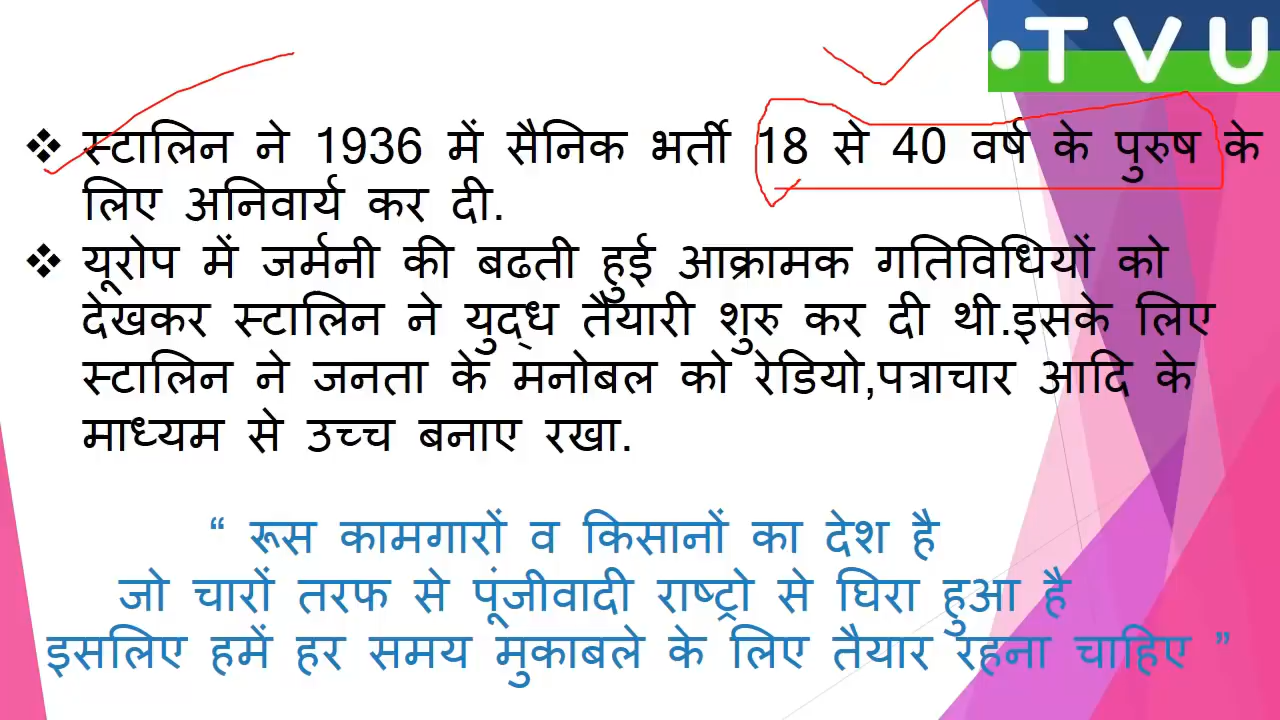 •TVU
❖ स्टालिन ने 1936 में सैनिक भर्ती 18 से 40 वर्ष के पुरुष के
लिए अनिवार्य कर दी.
❖ यूरोप में जर्मनी की बढती हुई आक्रामक गतिविधियों को
देखकर स्टालिन ने युद्ध तैयारी शुरु कर दी थी.इसके लिए
स्टालिन ने जनता के मनोबल को रेडियो,पत्राचार आदि के
माध्यम से उच्च बनाए रखा.
“ रूस कामगारों व किसानों का देश है
जो चारों तरफ से पूंजीवादी राष्ट्रो से घिरा हुआ है
इसलिए हमें हर समय मुकाबले के लिए तैयार रहना चाहिए ”